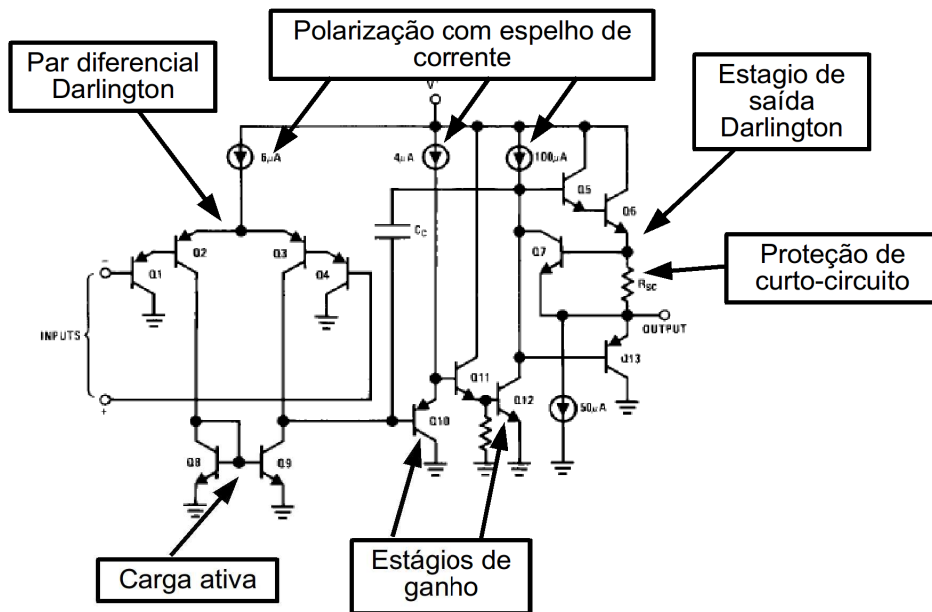 Polarização com espelho de
corrente
Par diferencial
Darlington
Estagio de
saída
Darlington
V
6µA
4µA
100µA
Q5
Q6
Q2
Q3
Q7
CC
Q1
Q4
RSC
Proteção de
curto-circuito
INPUTS
OUTPUT
Q13
Q11
Q12
50µA
Q10
Q8
Q9
−
+
Carga ativa
Estágios de
ganho